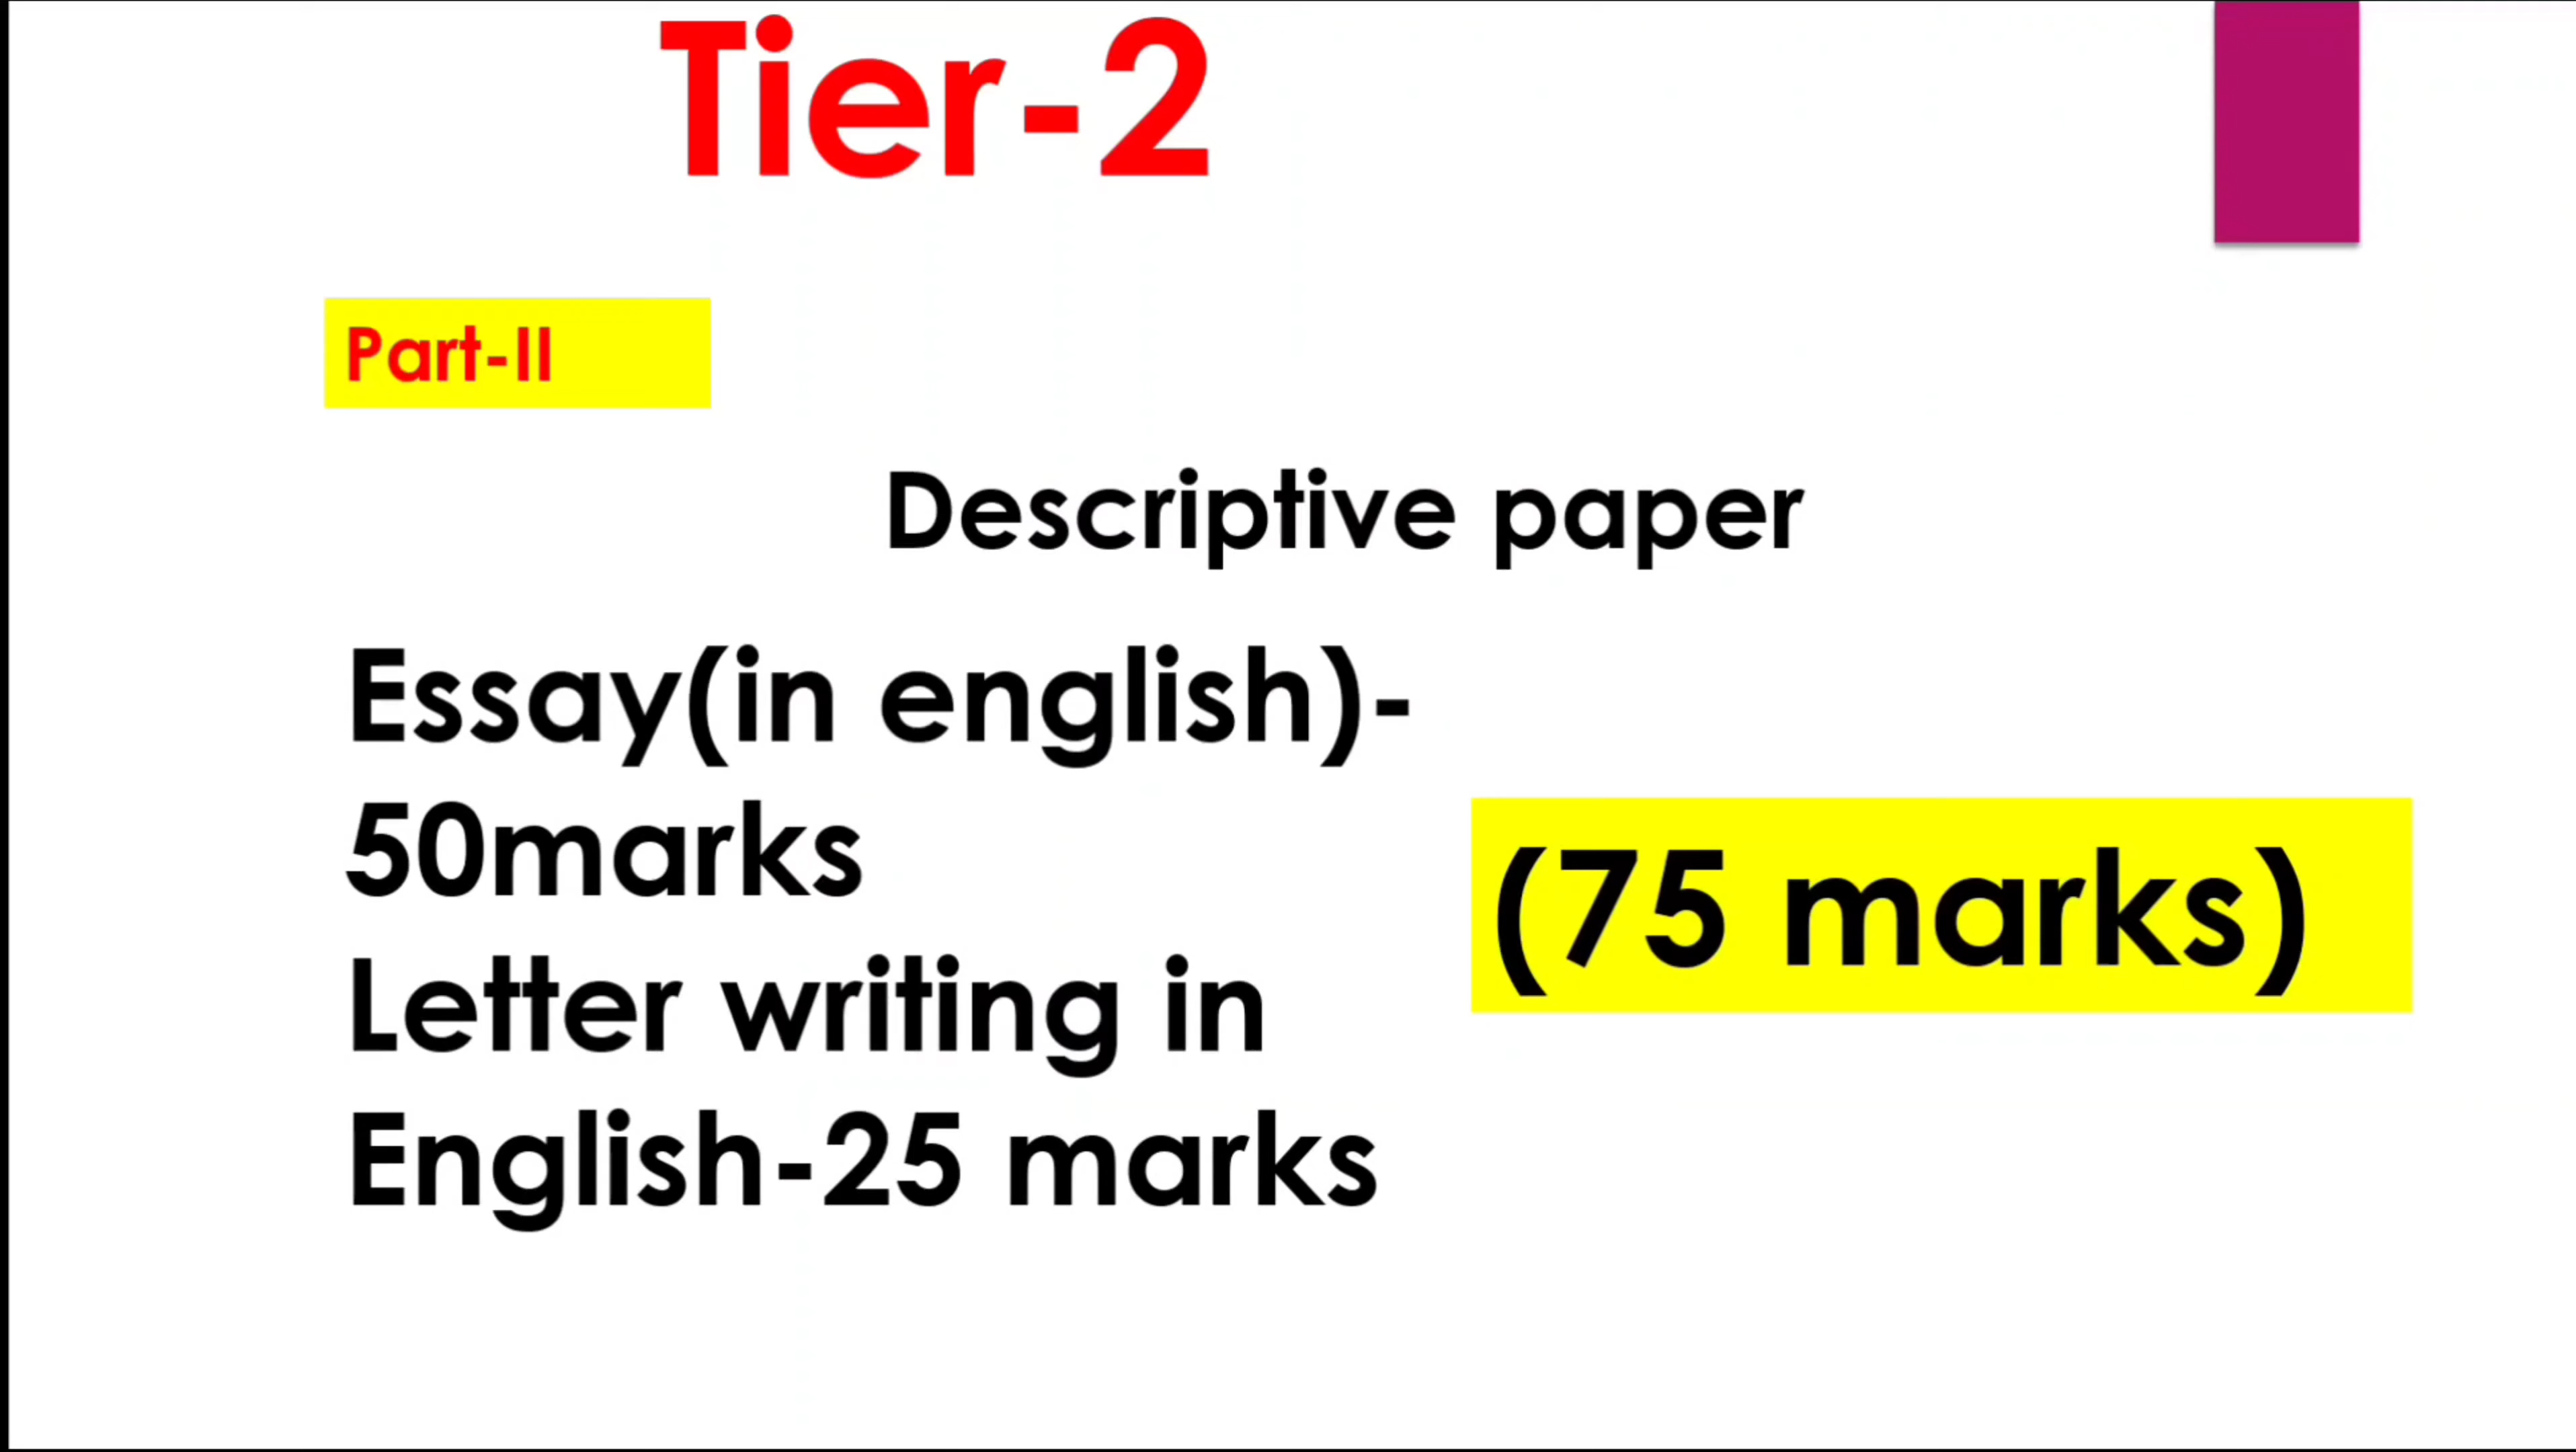 Tier-2
Part-II
Descriptive paper
Essay(in english)-
50marks
Letter writing in
English-25 marks
(75 marks)